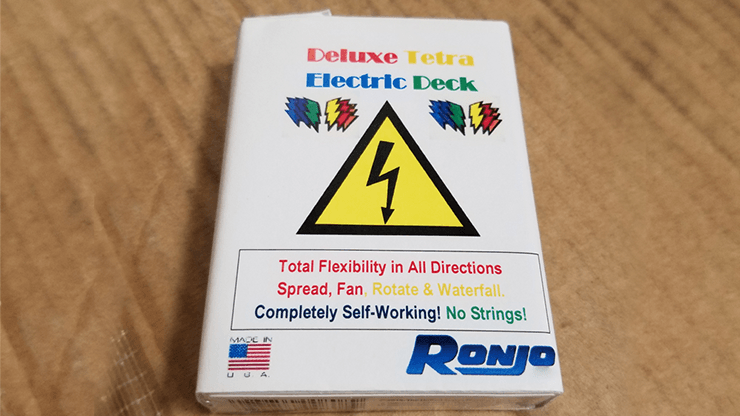 Deluxe Tetra
Electric Deck
Total Flexibility in All Directions
Spread, Fan, Rotate & Waterfall.
Completely Self-Working! No Strings!
MADE IN
U.S.A.
RONJO